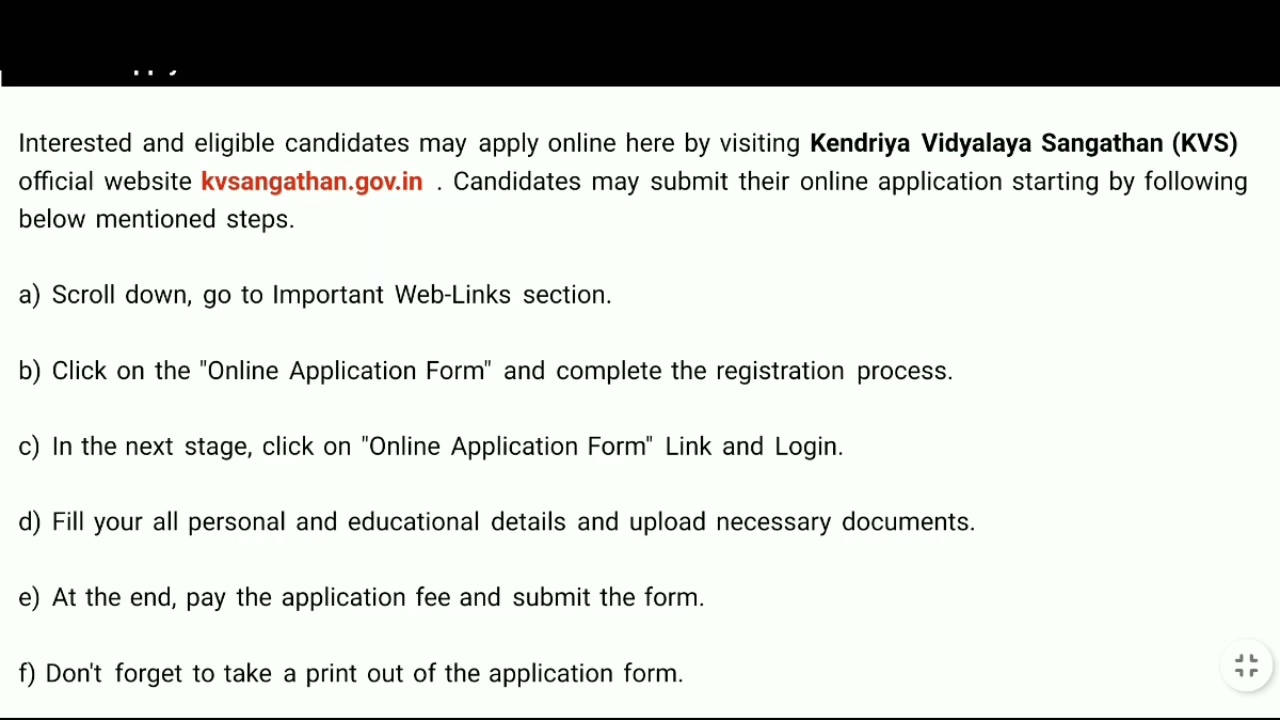 Interested and eligible candidates may apply online here by visiting Kendriya Vidyalaya Sangathan (KVS)
official website kvsangathan.gov.in . Candidates may submit their online application starting by following
below mentioned steps.
a) Scroll down, go to Important Web-Links section.
b) Click on the "Online Application Form" and complete the registration process.
c) In the next stage, click on "Online Application Form" Link and Login.
d) Fill your all personal and educational details and upload necessary documents.
e) At the end, pay the application fee and submit the form.
f) Don't forget to take a print out of the application form.